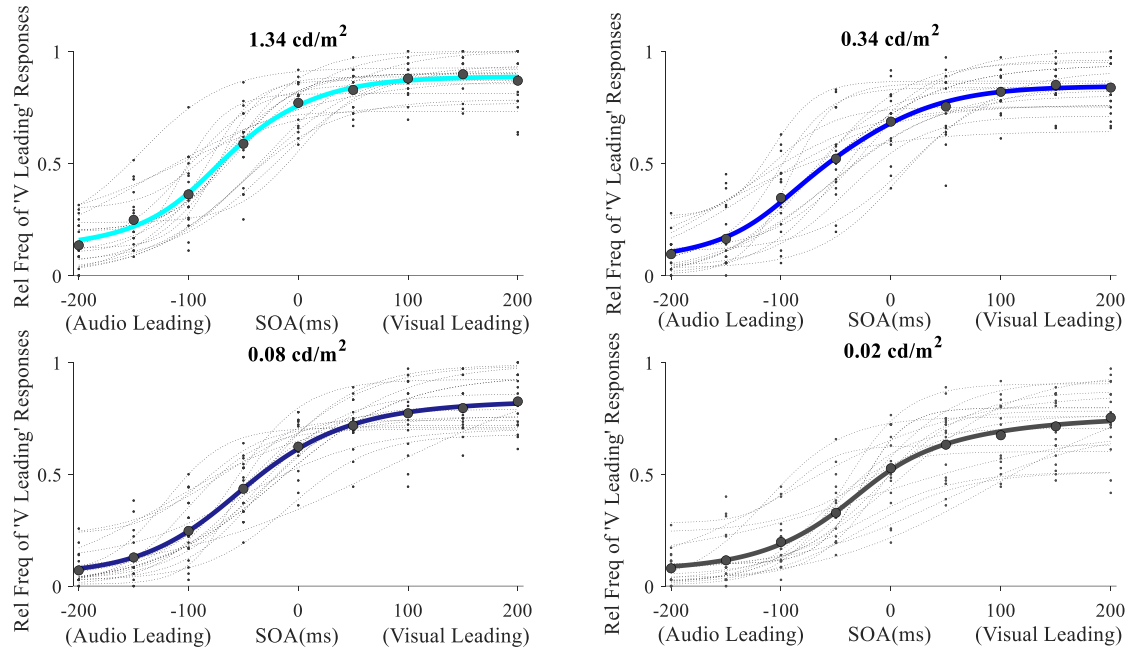 1.34 cd/m²
Rel Freq of 'V Leading' Responses
1
0.5
0
-200 -100 0 100 200
(Audio Leading) SOA(ms) (Visual Leading)
0.34 cd/m²
Rel Freq of 'V Leading' Responses
1
0.5
0
-200 -100 0 100 200
(Audio Leading) SOA(ms) (Visual Leading)
0.08 cd/m²
Rel Freq of 'V Leading' Responses
1
0.5
0
-200 -100 0 100 200
(Audio Leading) SOA(ms) (Visual Leading)
0.02 cd/m²
Rel Freq of 'V Leading' Responses
1
0.5
0
-200 -100 0 100 200
(Audio Leading) SOA(ms) (Visual Leading)